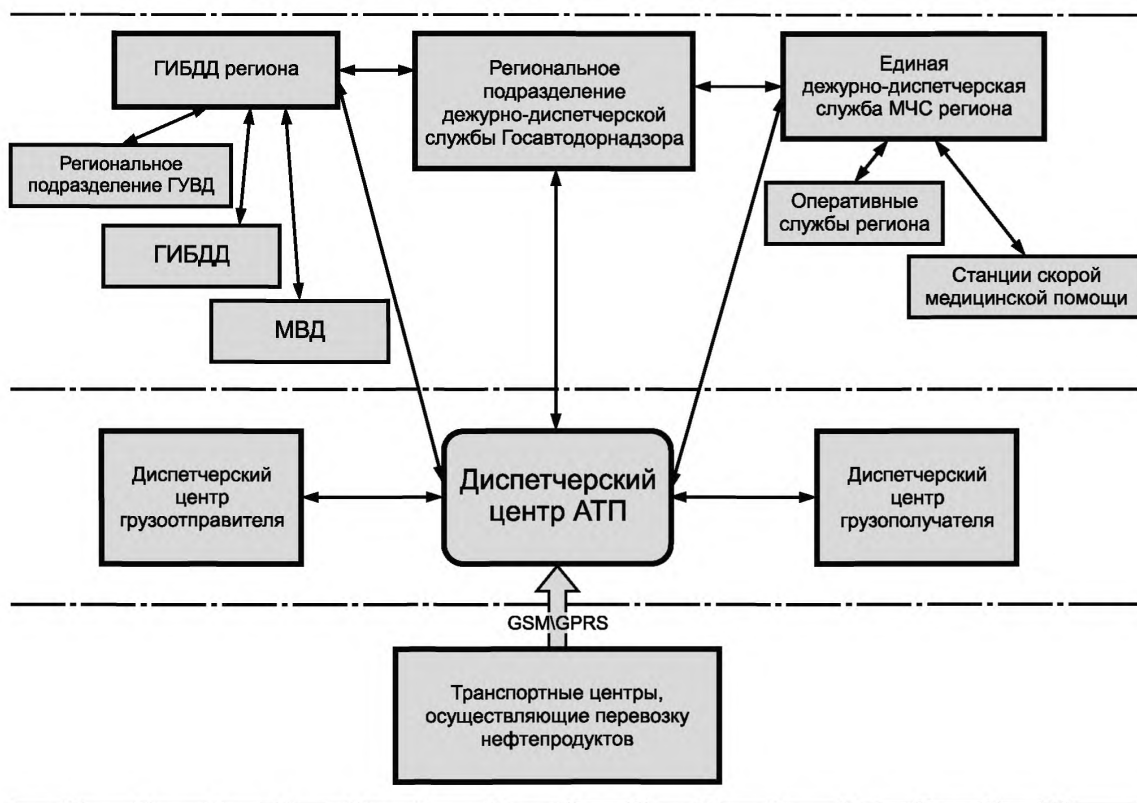 ГИБДД региона
Региональное
подразделение
дежурно-диспетчерской
службы Госавтодорнадзора
Единая
дежурно-диспетчерская
служба МЧС региона
Региональное
подразделение ГУВД
ГИБДД
МВД
Оперативные
службы региона
Станции скорой
медицинской помощи
Диспетчерский
центр
грузоотправителя
Диспетчерский
центр АТП
Диспетчерский
центр
грузополучателя
GSM\GPRS
Транспортные центры,
осуществляющие перевозку
нефтепродуктов